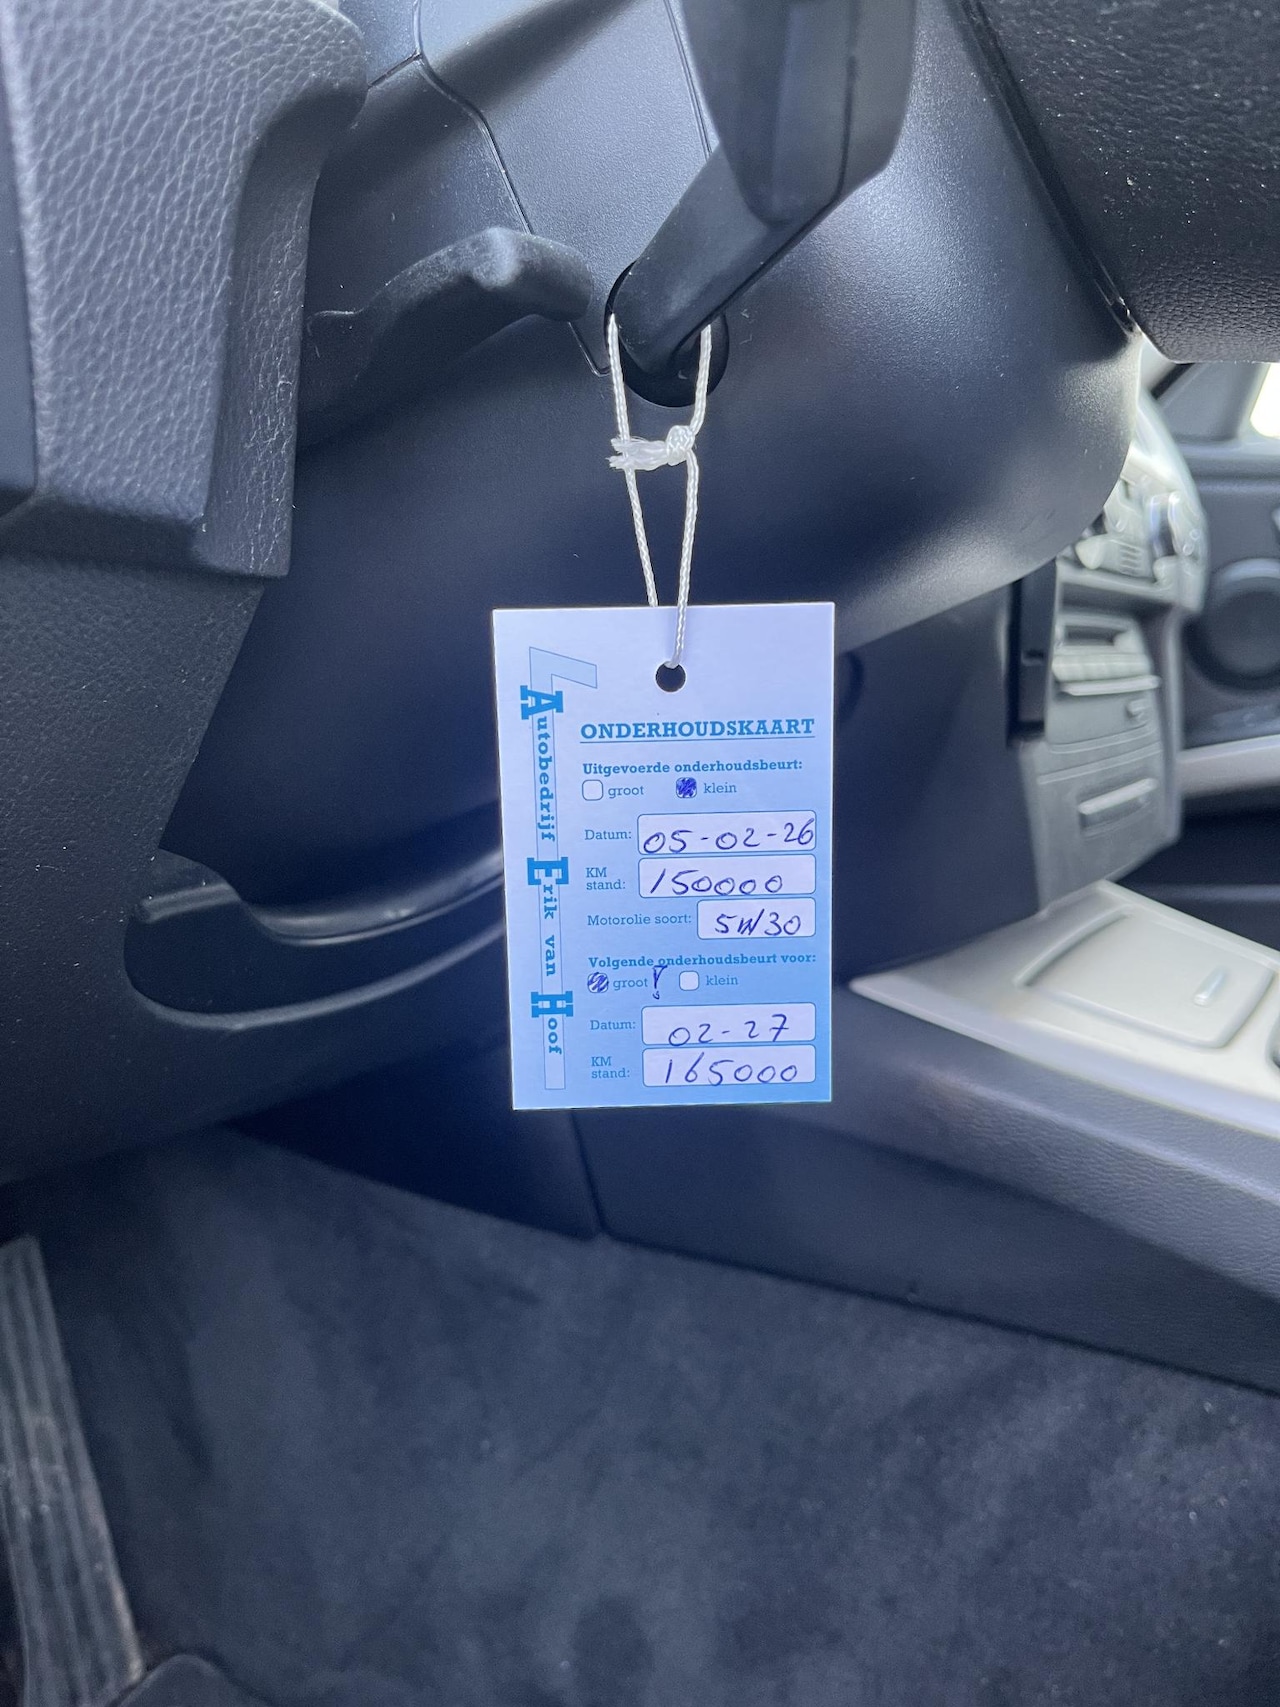 Autobedrijf Erik van Hoof
ONDERHOUDSKAART
Uitgevoerde onderhoudsbeurt:
groot klein
Datum: 05-02-26
KM
stand: 150000
Motorolie soort: 5W30
Volgende onderhoudsbeurt voor:
groot! klein
Datum: 02-27
KM
stand: 165000